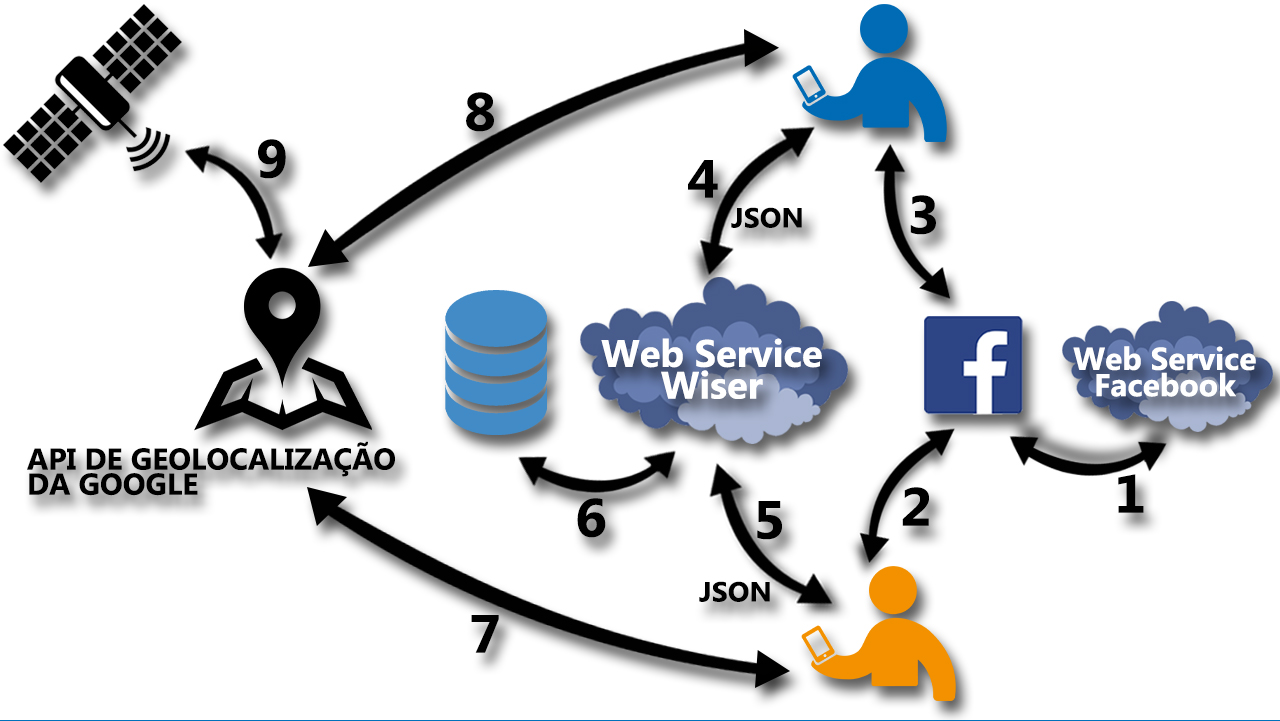 8
9
4
JSON
3
Web Service
Wiser
f
Web Service
Facebook
API DE GEOLOCALIZAÇÃO
DA GOOGLE
6
5
2
1
JSON
7